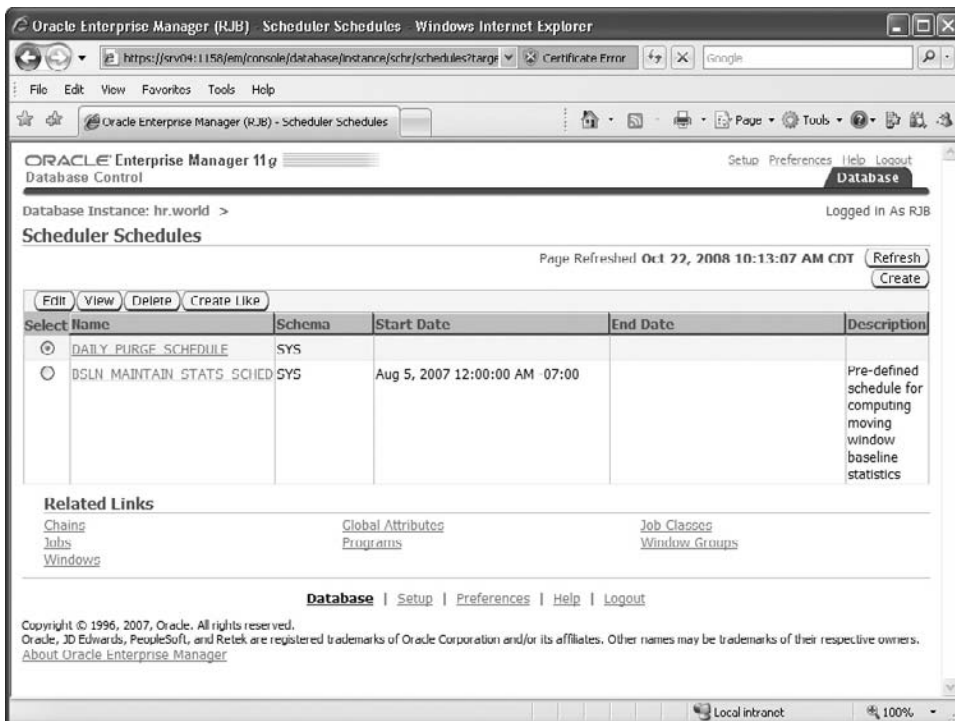 Oracle Enterprise Manager (RJB) - Scheduler Schedules - Windows Internet Explorer
https://srv04:1158/em/console/database/instance/schr/schedules?targe
Certificate Error
Google
File Edit View Favorites Tools Help
Oracle Enterprise Manager (RJB) - Scheduler Schedules
Page
Tools
ORACLE Enterprise Manager 11g
Database Control
Setup Preferences Help Logout
Database
Database Instance: hr.world >
Logged in As RJB
Scheduler Schedules
Page Refreshed Oct 22, 2008 10:13:07 AM CDT Refresh
Create
Edit View Delete Create Like
Select Name Schema Start Date End Date Description
DAILY_PURGE_SCHEDULE SYS
BSLN_MAINTAIN_STATS_SCHED SYS Aug 5, 2007 12:00:00 AM -07:00 Pre-defined
schedule for
computing
moving
window
baseline
statistics
Related Links
Chains Global Attributes Job Classes
Jobs Programs Window Groups
Windows
Database | Setup | Preferences | Help | Logout
Copyright © 1996, 2007, Oracle. All rights reserved.
Oracle, JD Edwards, PeopleSoft, and Retek are registered trademarks of Oracle Corporation and/or its affiliates. Other names may be trademarks of their respective owners.
About Oracle Enterprise Manager
Local intranet 100%